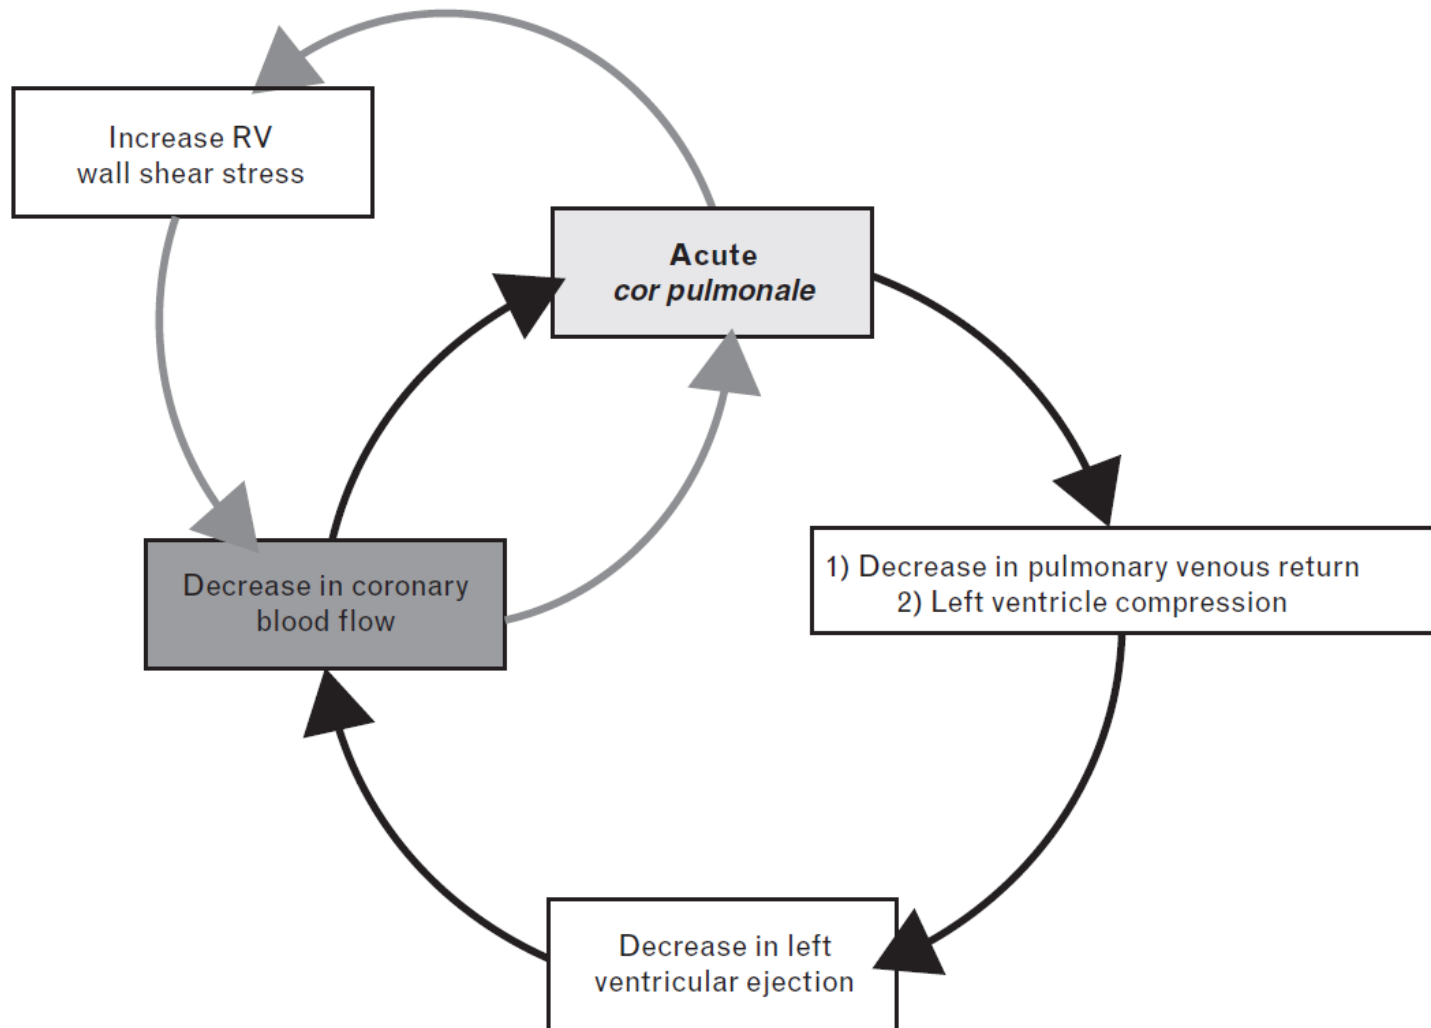 Increase RV
wall shear stress
Acute
cor pulmonale
1) Decrease in pulmonary venous return
2) Left ventricle compression
Decrease in coronary
blood flow
Decrease in left
ventricular ejection